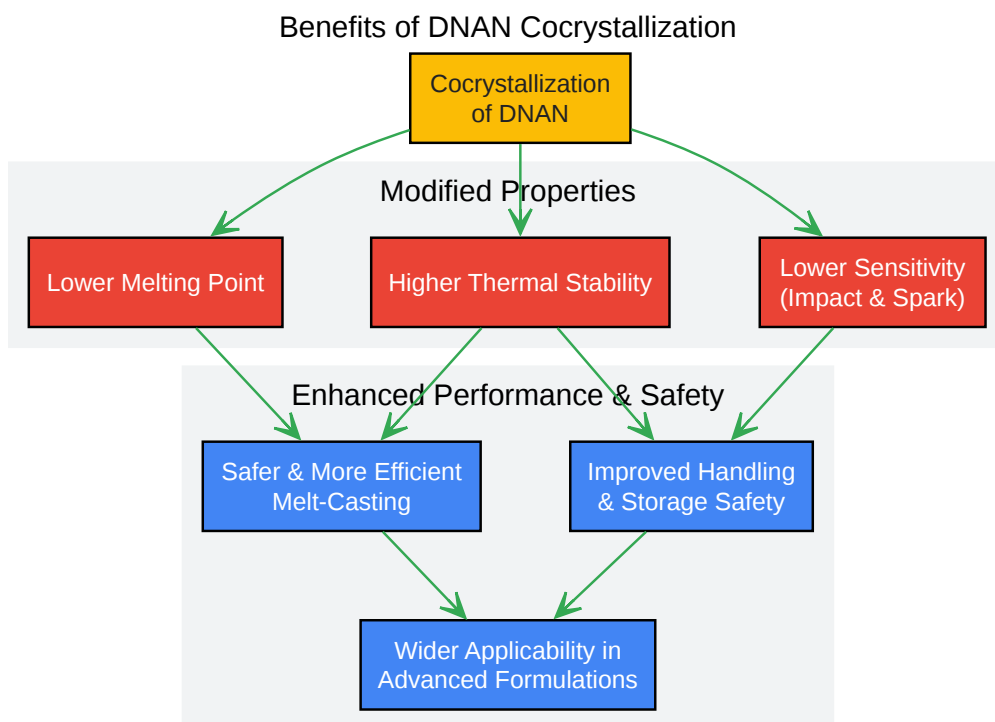 Benefits of DNAN Cocrystallization
Cocrystallization
of DNAN
Modified Properties
Lower Melting Point
Higher Thermal Stability
Lower Sensitivity
(Impact & Spark)
Enhanced Performance & Safety
Safer & More Efficient
Melt-Casting
Improved Handling
& Storage Safety
Wider Applicability in
Advanced Formulations